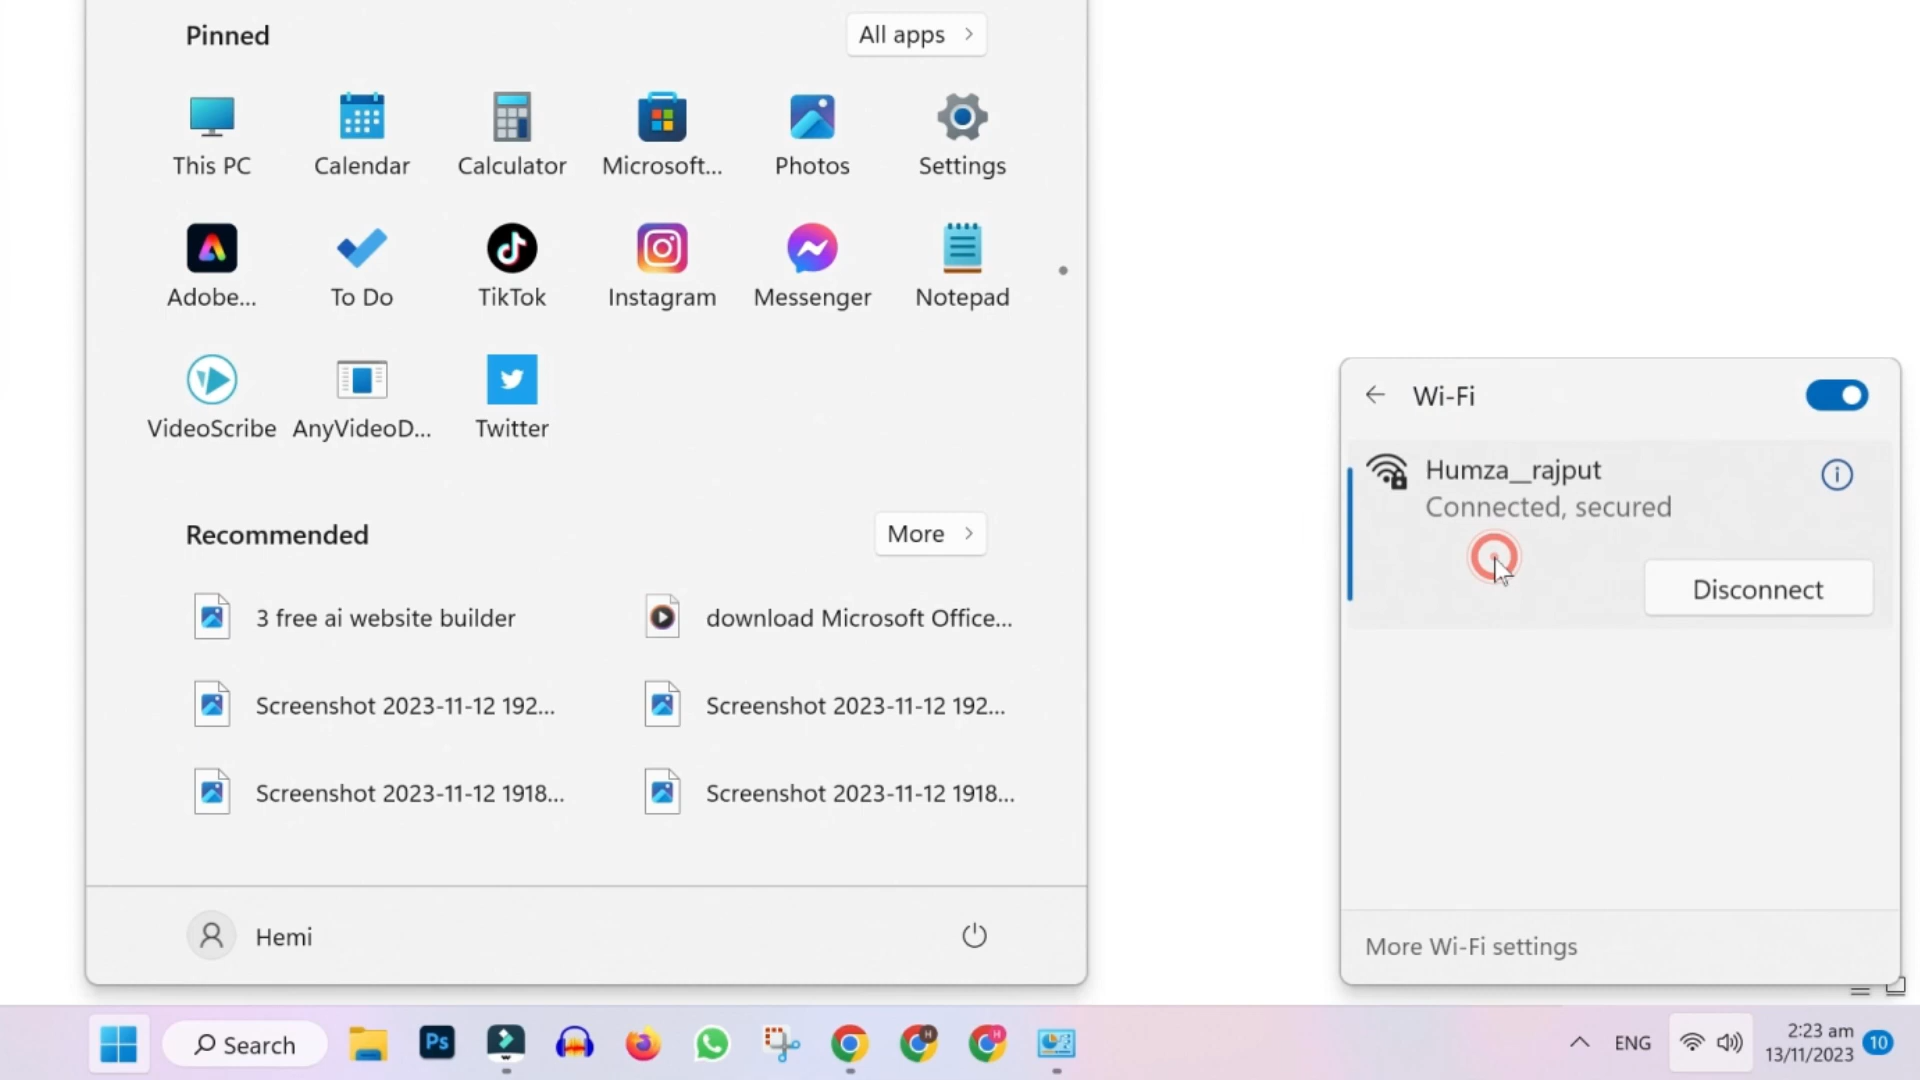 Pinned
All apps
This PC
Calendar
Calculator
Microsoft...
Photos
Settings
Adobe...
To Do
TikTok
Instagram
Messenger
Notepad
VideoScribe
AnyVideoD...
Twitter
Recommended
More
3 free ai website builder
download Microsoft Office...
Screenshot 2023-11-12 192...
Screenshot 2023-11-12 192...
Screenshot 2023-11-12 1918...
Screenshot 2023-11-12 1918...
Hemi
Wi-Fi
Humza__rajput
Connected, secured
Disconnect
More Wi-Fi settings
Search
Ps
H
H
ENG
2:23 am
13/11/2023
10